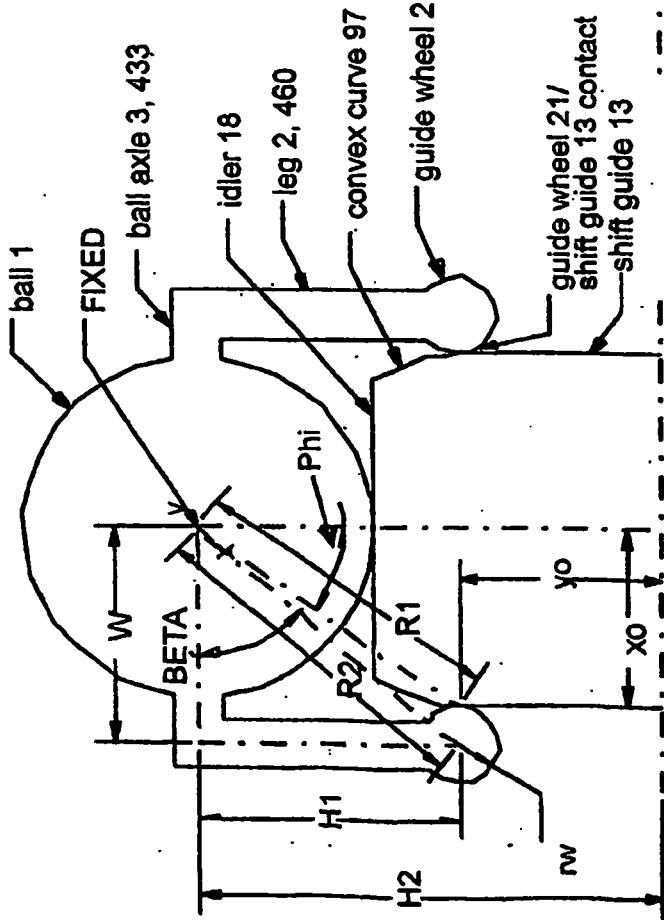 ball 1
FIXED
ball axle 3, 433
idler 18
leg 2, 460
convex curve 97
guide wheel 2
guide wheel 21/
shift guide 13 contact
shift guide 13
y
x
W
BETA
Phi
R2
R1
H1
H2
yo
xo
rw